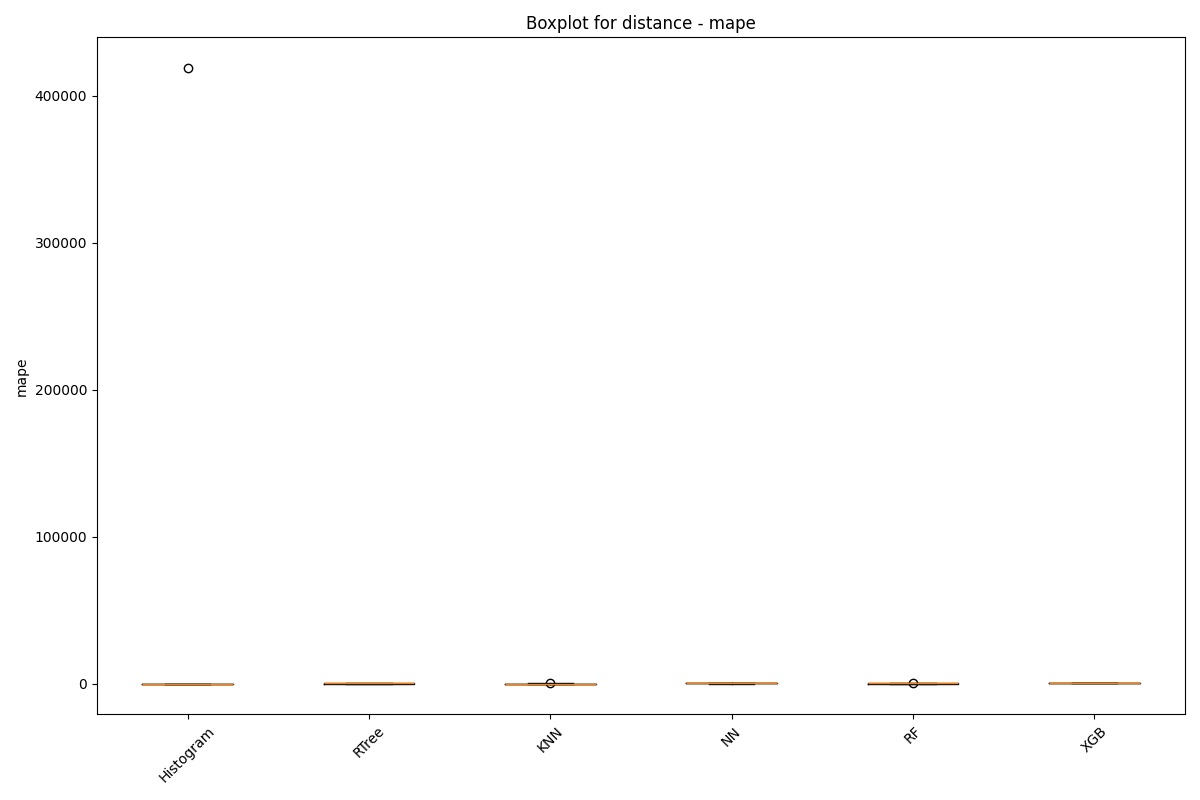 Boxplot for distance - mape
mape
400000
300000
200000
100000
0
Histogram
RTree
KNN
NN
RF
XGB